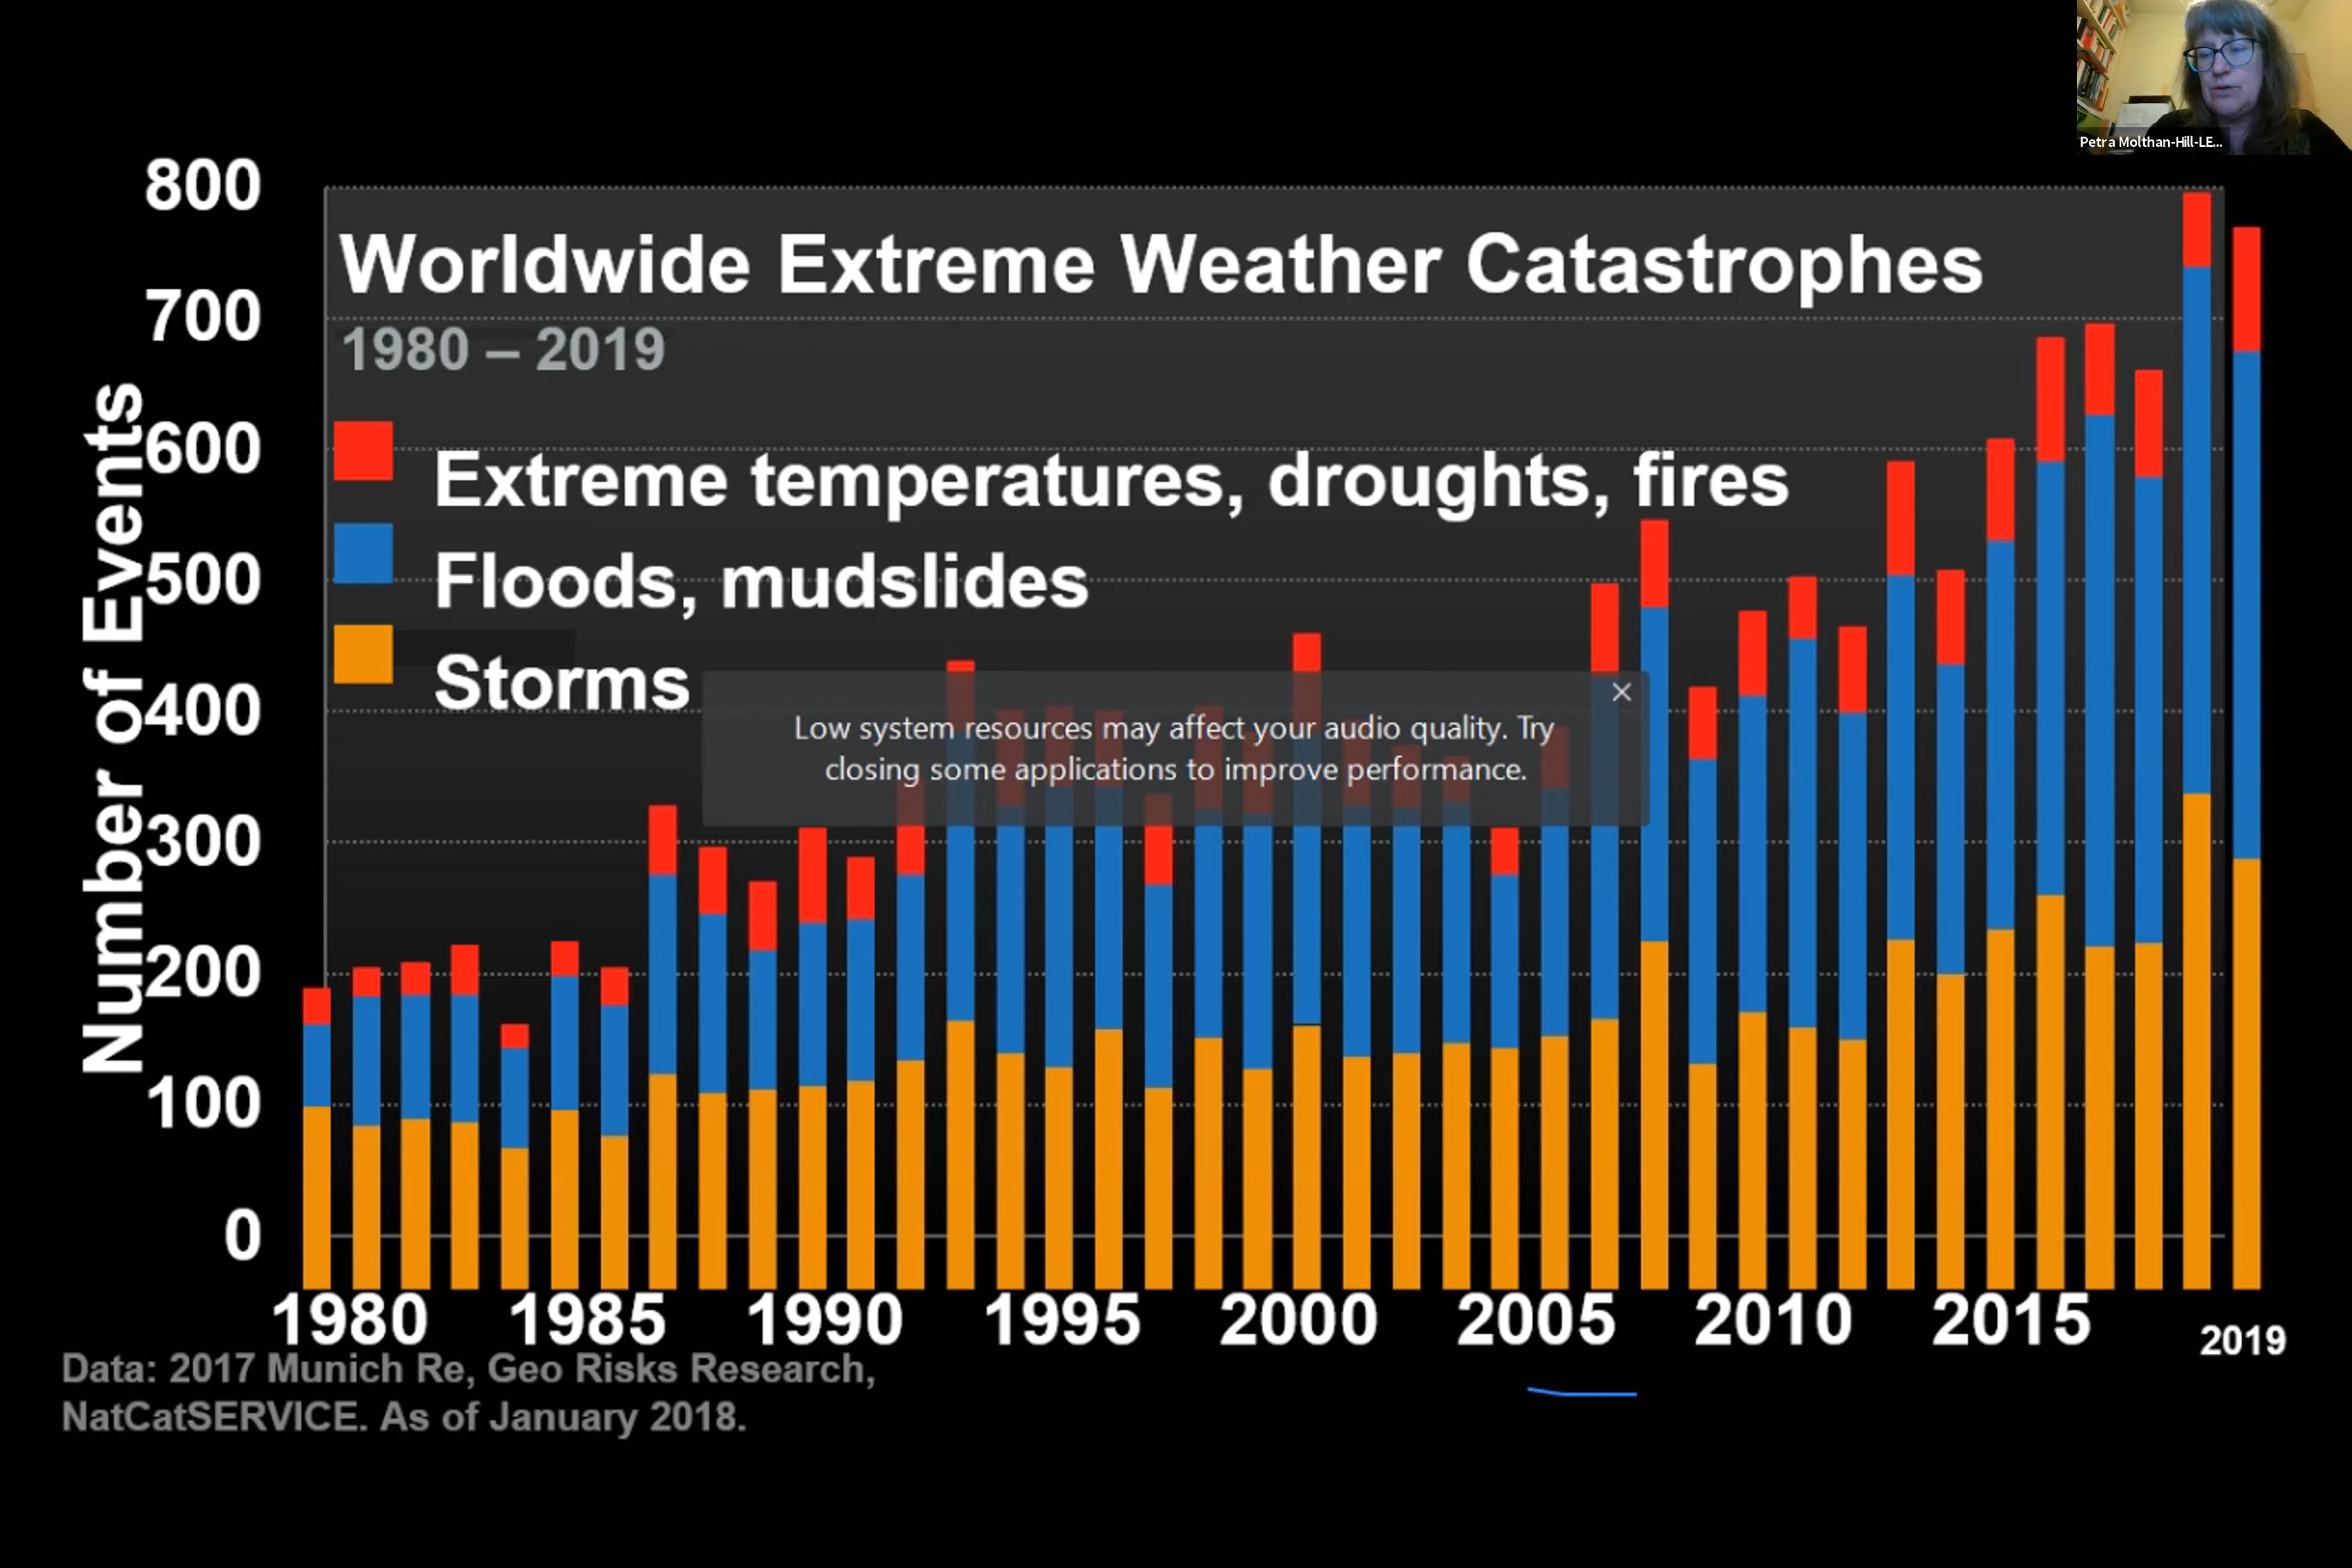 Petra Molthan-Hill-LE...
800
Worldwide Extreme Weather Catastrophes
700
1980 – 2019
Number of Events
600
Extreme temperatures, droughts, fires
500
Floods, mudslides
400
Storms
Low system resources may affect your audio quality. Try
closing some applications to improve performance.
300
200
100
0
1980 1985 1990 1995 2000 2005 2010 2015 2019
Data: 2017 Munich Re, Geo Risks Research,
NatCatSERVICE. As of January 2018.